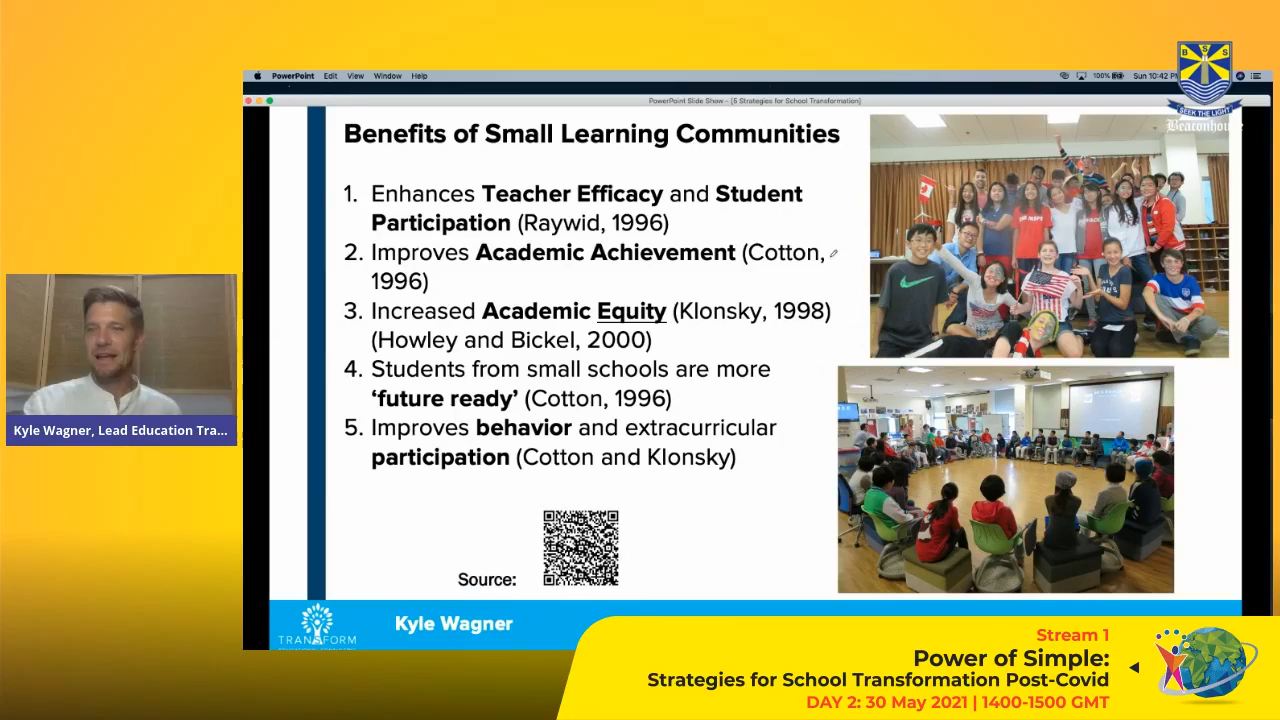 PowerPoint Edit View Window Help
100%
Sun 10:42 P
PowerPoint Slide Show - [5 Strategies for School Transformation]
B S S
SEEK THE LIGHT
Beaconhouse
Benefits of Small Learning Communities
1. Enhances Teacher Efficacy and Student
Participation (Raywid, 1996)
2. Improves Academic Achievement (Cotton,
1996)
3. Increased Academic Equity (Klonsky, 1998)
(Howley and Bickel, 2000)
4. Students from small schools are more
‘future ready’ (Cotton, 1996)
5. Improves behavior and extracurricular
participation (Cotton and Klonsky)
Source:
Kyle Wagner, Lead Education Tra...
TRANSFORM
Kyle Wagner
Stream 1
Power of Simple:
Strategies for School Transformation Post-Covid
DAY 2: 30 May 2021 | 1400-1500 GMT